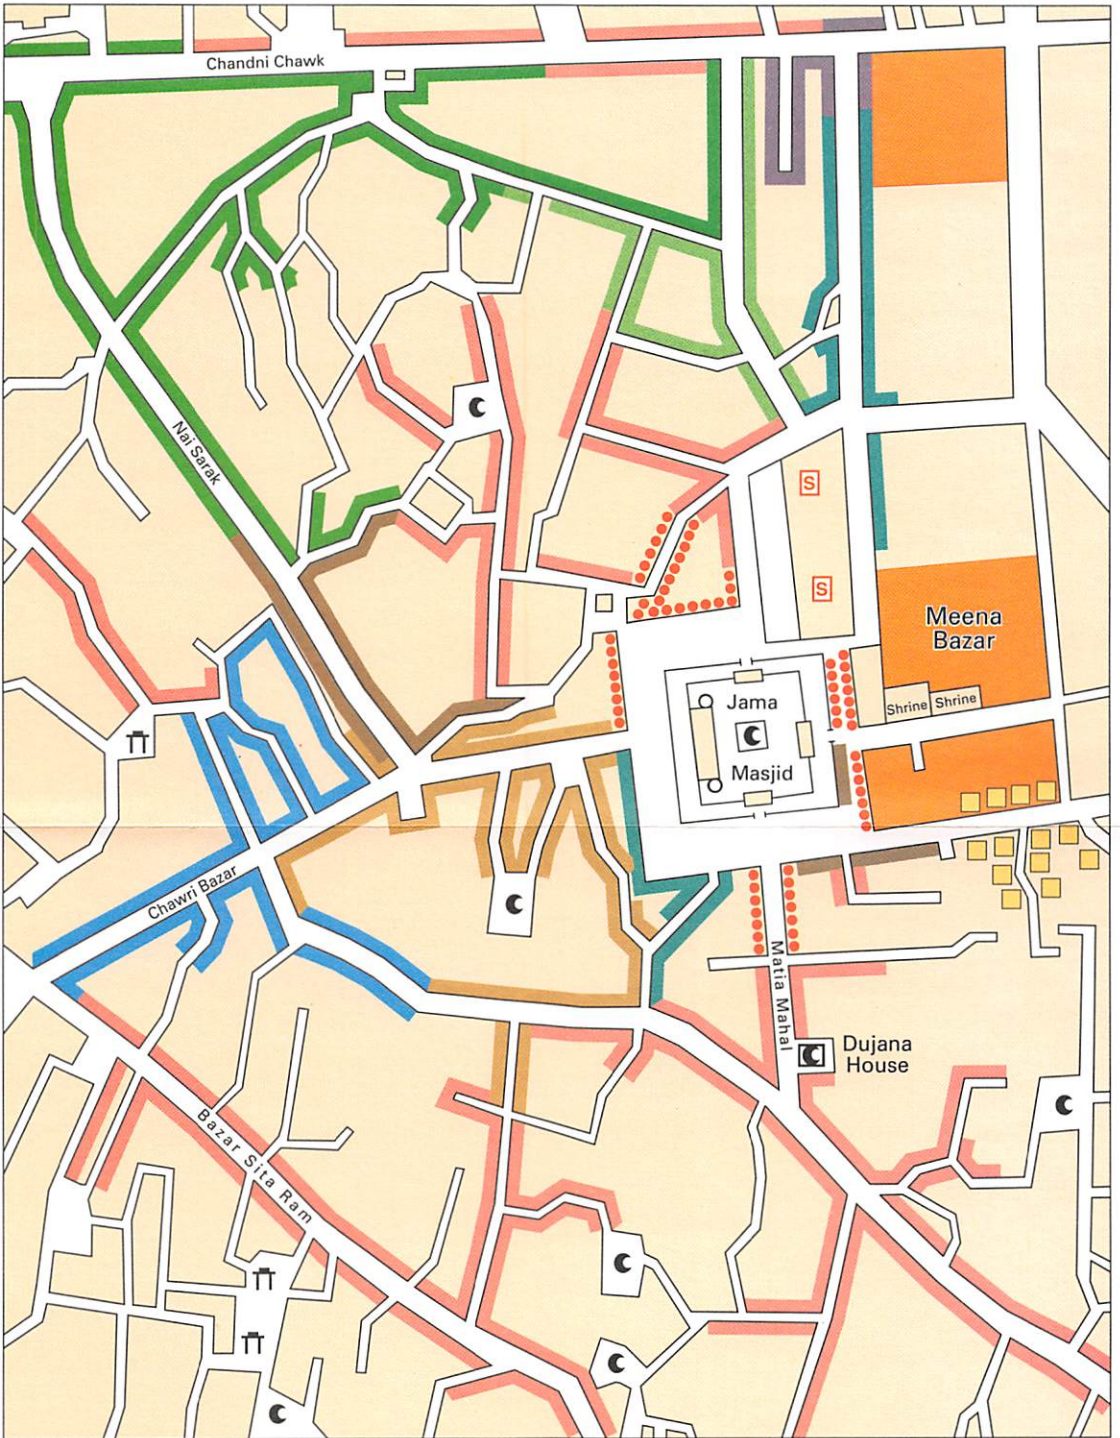 Chandni Chawk
Nai Sarak
S
S
Meena
Bazar
Shrine
Shrine
Jama
Masjid
Chawri Bazar
Matia Mahal
Dujana
House
Bazar Sita Ram